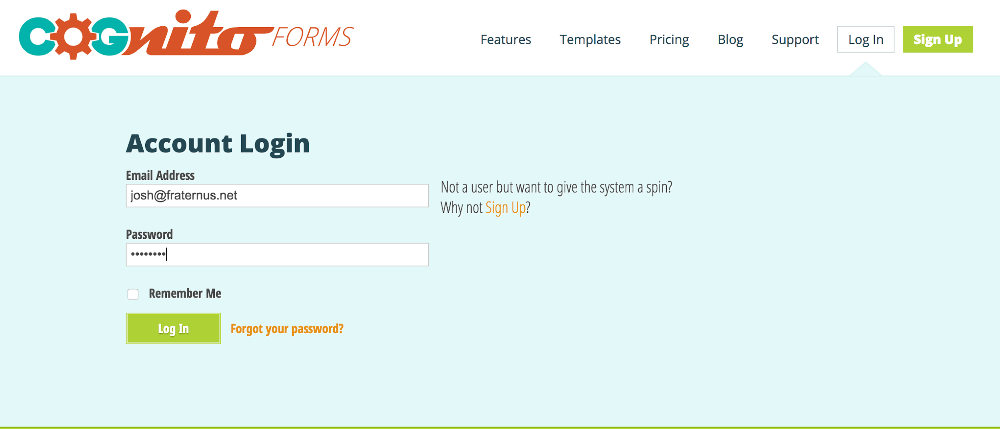 COGnito FORMS
Features Templates Pricing Blog Support Log In Sign Up
Account Login
Email Address
josh@fraternus.net
Not a user but want to give the system a spin?
Why not Sign Up?
Password
••••••••
Remember Me
Log In Forgot your password?